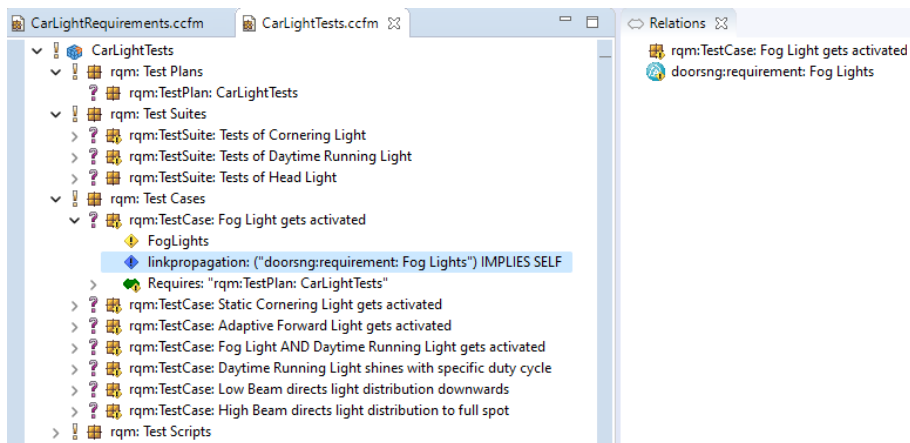 CarLightRequirements.ccfm
CarLightTests.ccfm
Relations
CarLightTests
rqm: Test Plans
rqm:TestPlan: CarLightTests
rqm: Test Suites
rqm:TestSuite: Tests of Cornering Light
rqm:TestSuite: Tests of Daytime Running Light
rqm:TestSuite: Tests of Head Light
rqm: Test Cases
rqm:TestCase: Fog Light gets activated
FogLights
linkpropagation: ("doorsng:requirement: Fog Lights") IMPLIES SELF
Requires: "rqm:TestPlan: CarLightTests"
rqm:TestCase: Static Cornering Light gets activated
rqm:TestCase: Adaptive Forward Light gets activated
rqm:TestCase: Fog Light AND Daytime Running Light gets activated
rqm:TestCase: Daytime Running Light shines with specific duty cycle
rqm:TestCase: Low Beam directs light distribution downwards
rqm:TestCase: High Beam directs light distribution to full spot
rqm: Test Scripts
rqm:TestCase: Fog Light gets activated
doorsng:requirement: Fog Lights